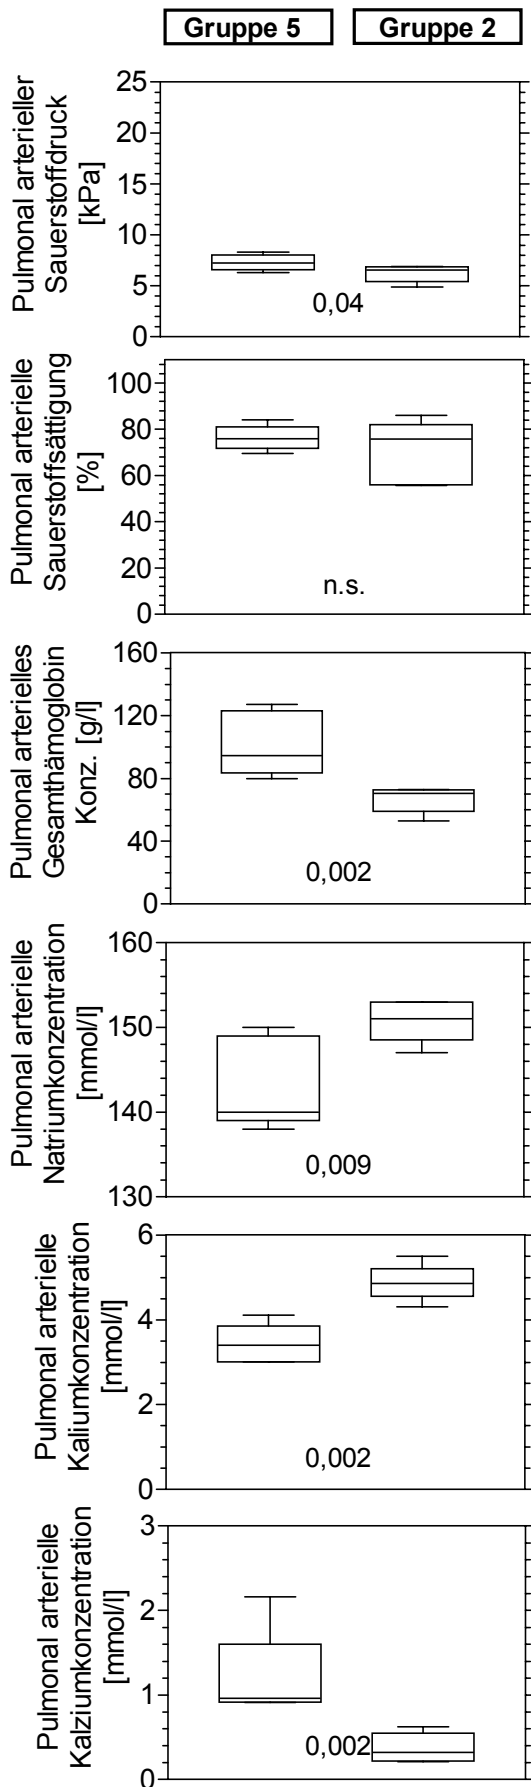 Gruppe 5
Gruppe 2
Pulmonal arterieller
Sauerstoffdruck
[kPa]
25
20
15
10
5
0
0,04
Pulmonal arterielle
Sauerstoffsättigung
[%]
100
80
60
40
20
0
n.s.
Pulmonal arterielles
Gesamthämoglobin
Konz. [g/l]
160
120
80
40
0
0,002
Pulmonal arterielle
Natriumkonzentration
[mmol/l]
160
150
140
130
0,009
Pulmonal arterielle
Kaliumkonzentration
[mmol/l]
6
4
2
0
0,002
Pulmonal arterielle
Kalziumkonzentration
[mmol/l]
3
2
1
0
0,002